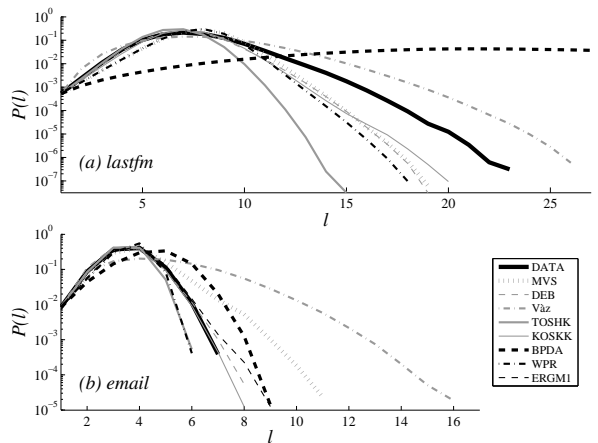 10^0
10^-1
10^-2
10^-3
10^-4
10^-5
10^-6
10^-7
P(l)
(a) lastfm
5 10 15 20 25
l
10^0
10^-1
10^-2
10^-3
10^-4
10^-5
P(l)
(b) email
2 4 6 8 10 12 14 16
l
DATA
MVS
DEB
Vàz
TOSHK
KOSKK
BPDA
WPR
ERGM1